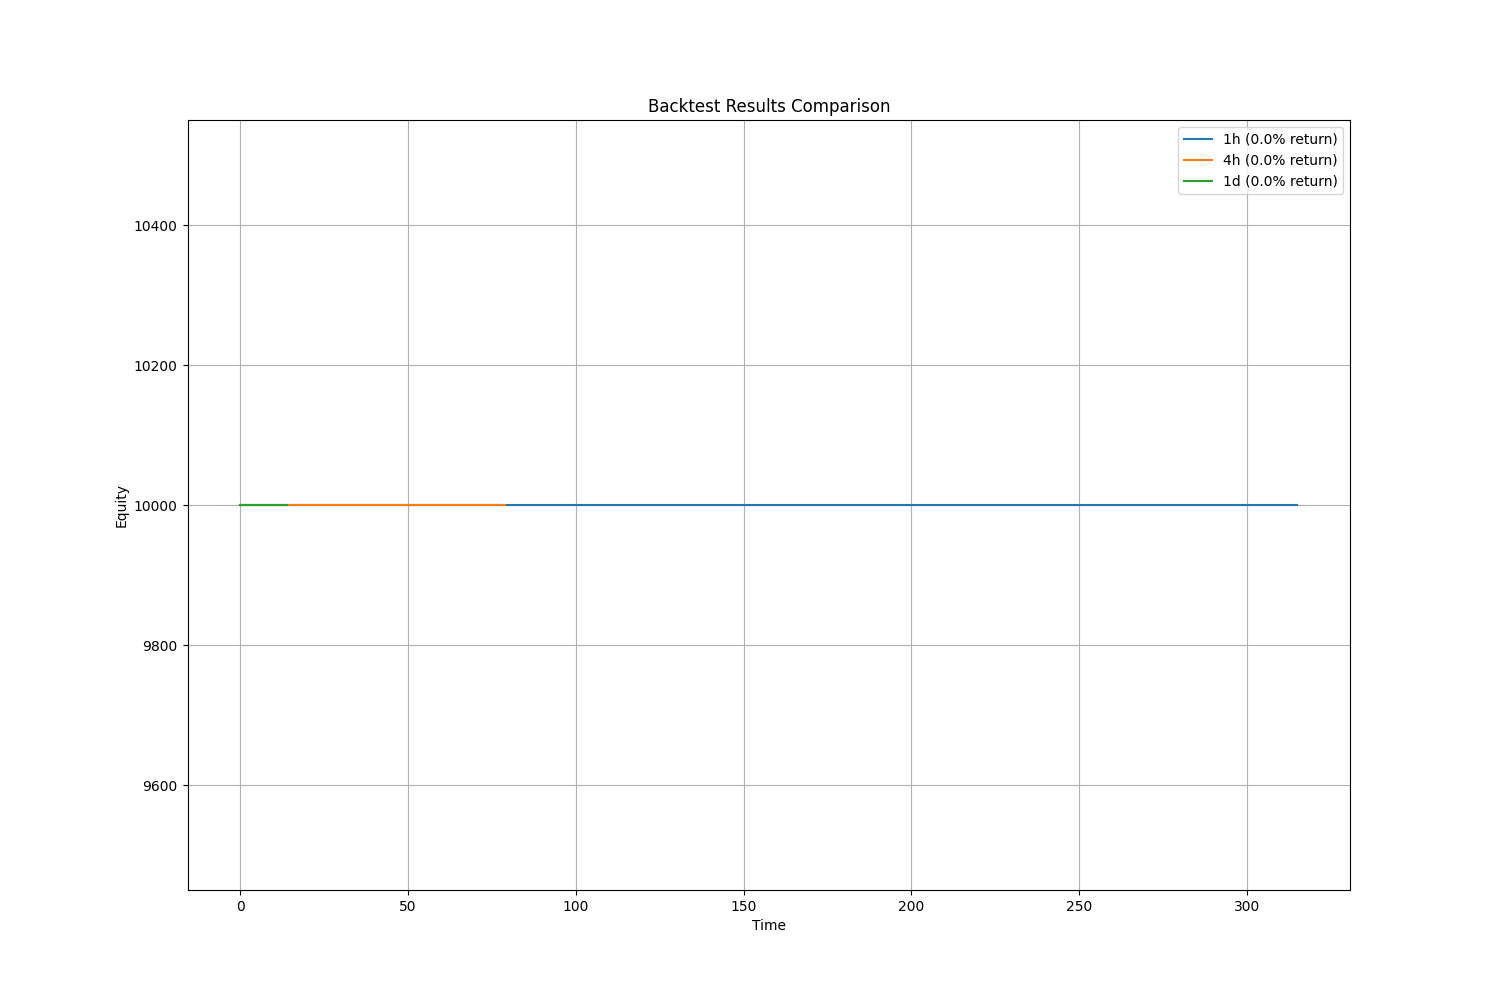 Backtest Results Comparison
1h (0.0% return)
4h (0.0% return)
1d (0.0% return)
10400
10200
10000
9800
9600
Equity
0 50 100 150 200 250 300
Time